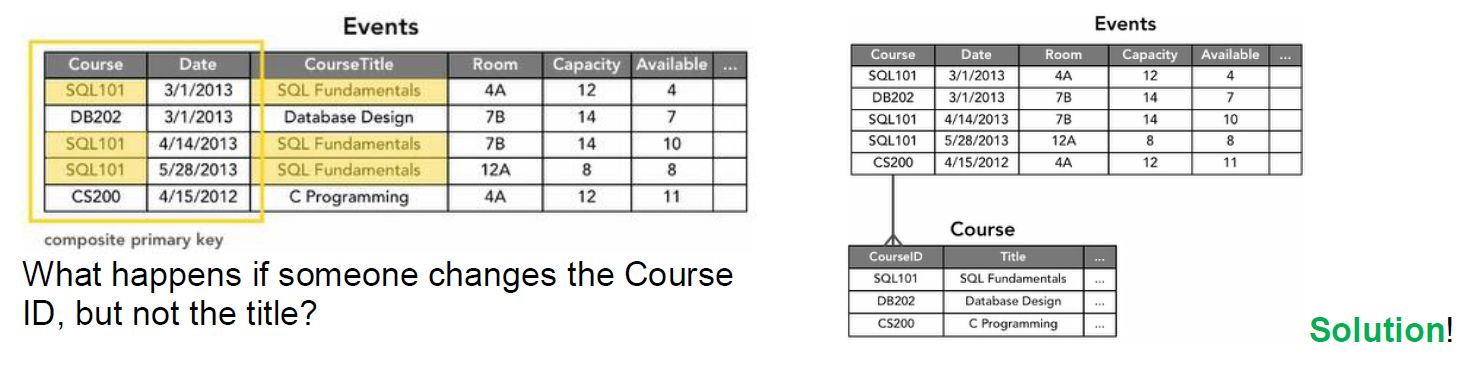 Events
Course Date CourseTitle Room Capacity Available ...
SQL101 3/1/2013 SQL Fundamentals 4A 12 4
DB202 3/1/2013 Database Design 7B 14 7
SQL101 4/14/2013 SQL Fundamentals 7B 14 10
SQL101 5/28/2013 SQL Fundamentals 12A 8 8
CS200 4/15/2012 C Programming 4A 12 11
composite primary key
What happens if someone changes the Course
ID, but not the title?
Events
Course Date Room Capacity Available ...
SQL101 3/1/2013 4A 12 4
DB202 3/1/2013 7B 14 7
SQL101 4/14/2013 7B 14 10
SQL101 5/28/2013 12A 8 8
CS200 4/15/2012 4A 12 11
Course
CourseID Title ...
SQL101 SQL Fundamentals ...
DB202 Database Design ...
CS200 C Programming ...
Solution!